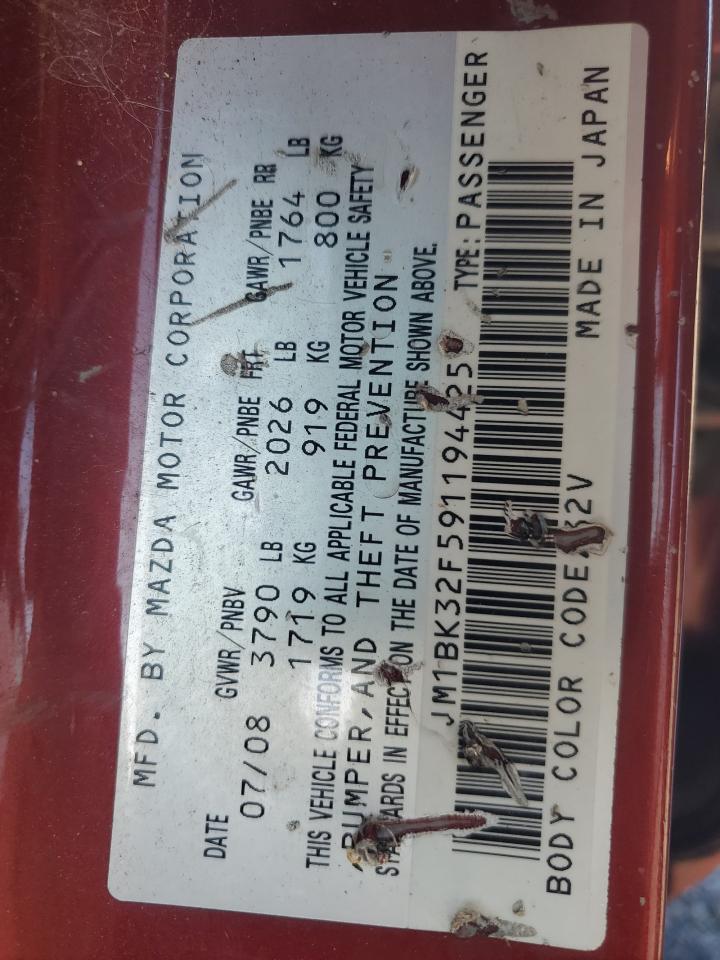 MFD. BY MAZDA MOTOR CORPORATION
DATE GVWR/PNBV GAWR/PNBE FRT GAWR/PNBE RR
07/08 3790 LB 2026 LB 1764 LB
1719 KG 919 KG 800 KG
THIS VEHICLE CONFORMS TO ALL APPLICABLE FEDERAL MOTOR VEHICLE SAFETY
,BUMPER,AND THEFT PREVENTION
STANDARDS IN EFFECT ON THE DATE OF MANUFACTURE SHOWN ABOVE.
JM1BK32F591194425 TYPE:PASSENGER
BODY COLOR CODE:32V MADE IN JAPAN